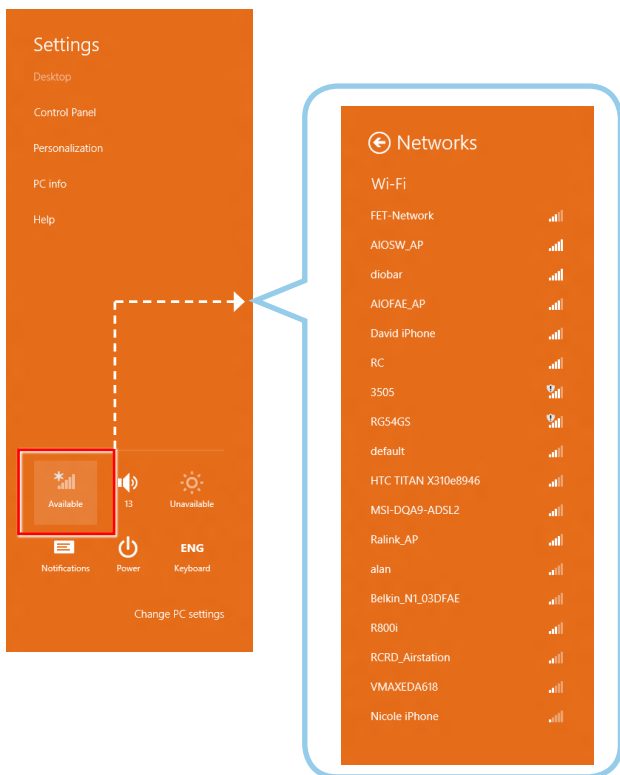 Settings
Desktop
Control Panel
Personalization
PC info
Help
Available
13
Unavailable
Notifications
Power
ENG
Keyboard
Change PC settings
Networks
Wi-Fi
FET-Network
AIOSW_AP
diobar
AIOFAE_AP
David iPhone
RC
3505
RG54GS
default
HTC TITAN X310e8946
MSI-DQA9-ADSL2
Ralink_AP
alan
Belkin_N1_03DFAE
R800i
RCRD_Airstation
VMAXEDA618
Nicole iPhone